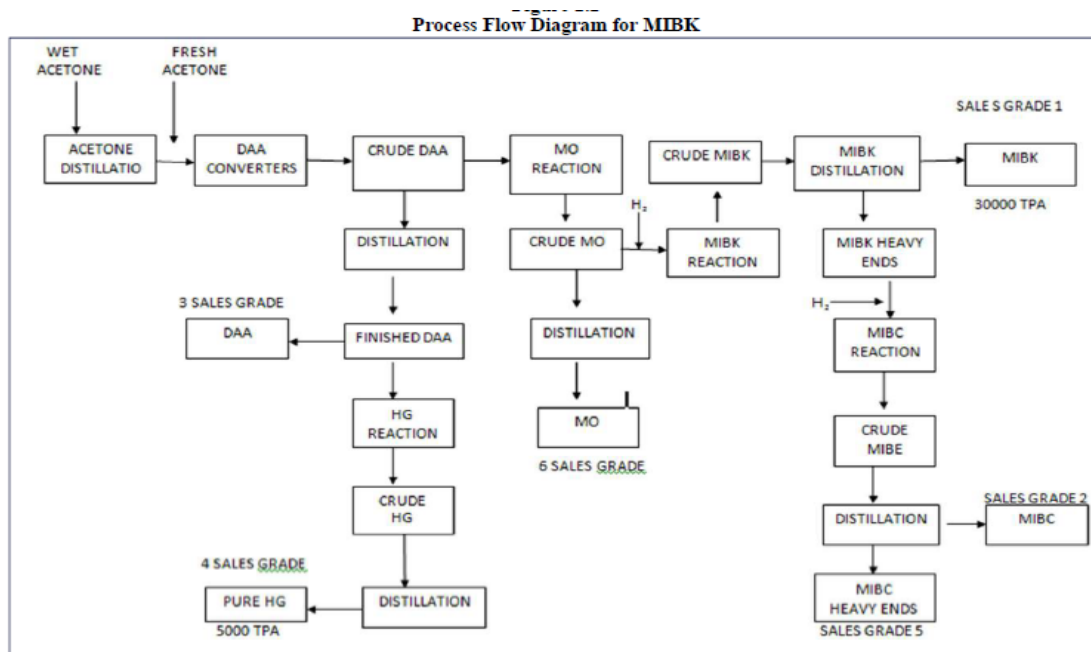 Process Flow Diagram for MIBK
WET
ACETONE
FRESH
ACETONE
SALES GRADE 1
ACETONE
DISTILLATIO
DAA
CONVERTERS
CRUDE DAA
MO
REACTION
CRUDE MIBK
MIBK
DISTILLATION
MIBK
30000 TPA
H₂
DISTILLATION
CRUDE MO
MIBK
REACTION
MIBK HEAVY
ENDS
H₂
3 SALES GRADE
DAA
FINISHED DAA
DISTILLATION
MIBC
REACTION
HG
REACTION
MO
6 SALES GRADE
CRUDE
MIBE
CRUDE
HG
DISTILLATION
SALES GRADE 2
MIBC
4 SALES GRADE
PURE HG
5000 TPA
DISTILLATION
MIBC
HEAVY ENDS
SALES GRADE 5